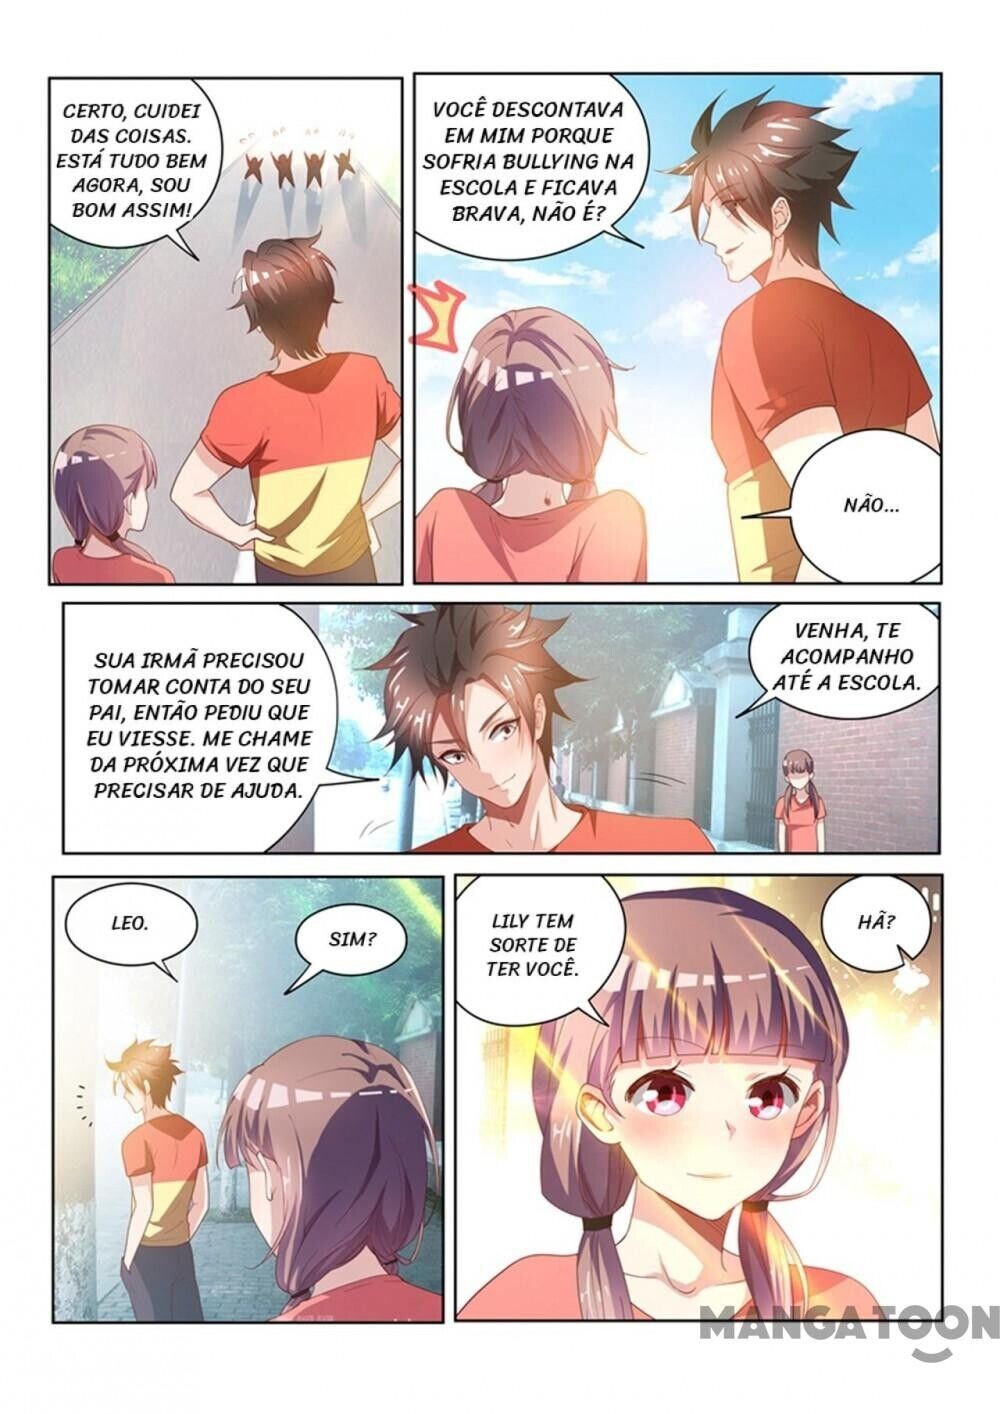 CERTO, CUIDEI
DAS COISAS.
ESTÁ TUDO BEM
AGORA, SOU
BOM ASSIM!
VOCÊ DESCONTAVA
EM MIM PORQUE
SOFRIA BULLYING NA
ESCOLA E FICAVA
BRAVA, NÃO É?
NÃO...
SUA IRMÃ PRECISOU
TOMAR CONTA DO SEU
PAI, ENTÃO PEDIU QUE
EU VIESSE. ME CHAME
DA PRÓXIMA VEZ QUE
PRECISAR DE AJUDA.
VENHA, TE
ACOMPANHO
ATÉ A ESCOLA.
LEO.
SIM?
LILY TEM
SORTE DE
TER VOCÊ.
HÃ?
MANGATOON